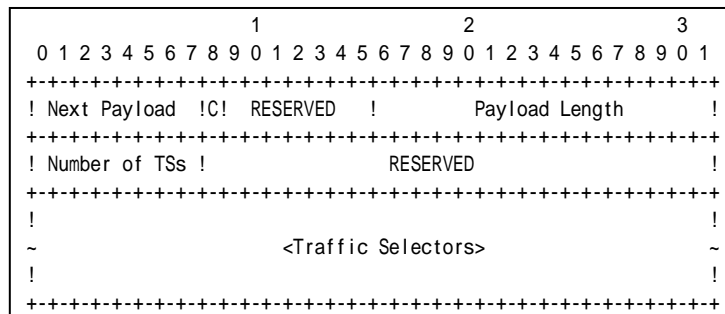 1                   2                   3
 0 1 2 3 4 5 6 7 8 9 0 1 2 3 4 5 6 7 8 9 0 1 2 3 4 5 6 7 8 9 0 1
+-+-+-+-+-+-+-+-+-+-+-+-+-+-+-+-+-+-+-+-+-+-+-+-+-+-+-+-+-+-+-+-+
! Next Payload  !C!  RESERVED   !         Payload Length        !
+-+-+-+-+-+-+-+-+-+-+-+-+-+-+-+-+-+-+-+-+-+-+-+-+-+-+-+-+-+-+-+-+
! Number of TSs !                 RESERVED                      !
+-+-+-+-+-+-+-+-+-+-+-+-+-+-+-+-+-+-+-+-+-+-+-+-+-+-+-+-+-+-+-+-+
!                                                               !
~                       <Traffic Selectors>                     ~
!                                                               !
+-+-+-+-+-+-+-+-+-+-+-+-+-+-+-+-+-+-+-+-+-+-+-+-+-+-+-+-+-+-+-+-+